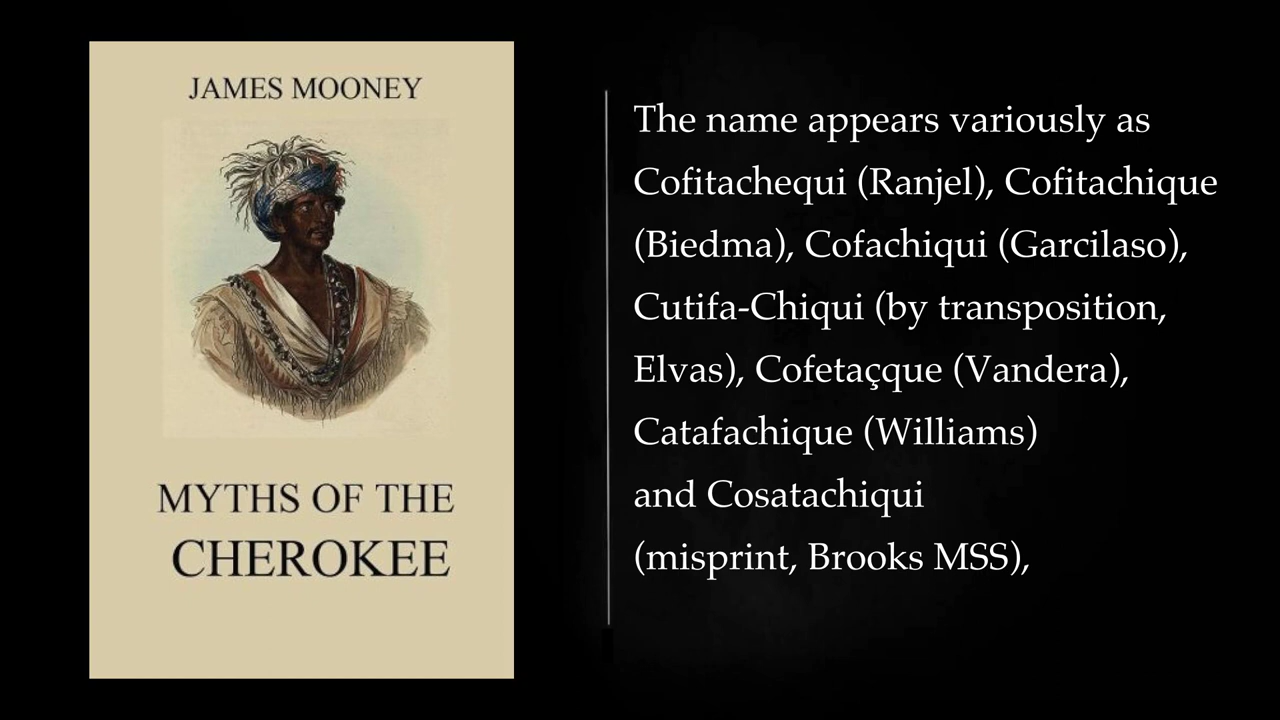 JAMES MOONEY
MYTHS OF THE
CHEROKEE
The name appears variously as
Cofitachequi (Ranjel), Cofitachique
(Biedma), Cofachiqui (Garcilaso),
Cutifa-Chiqui (by transposition,
Elvas), Cofetaçque (Vandera),
Catafachique (Williams)
and Cosatachiqui
(misprint, Brooks MSS),